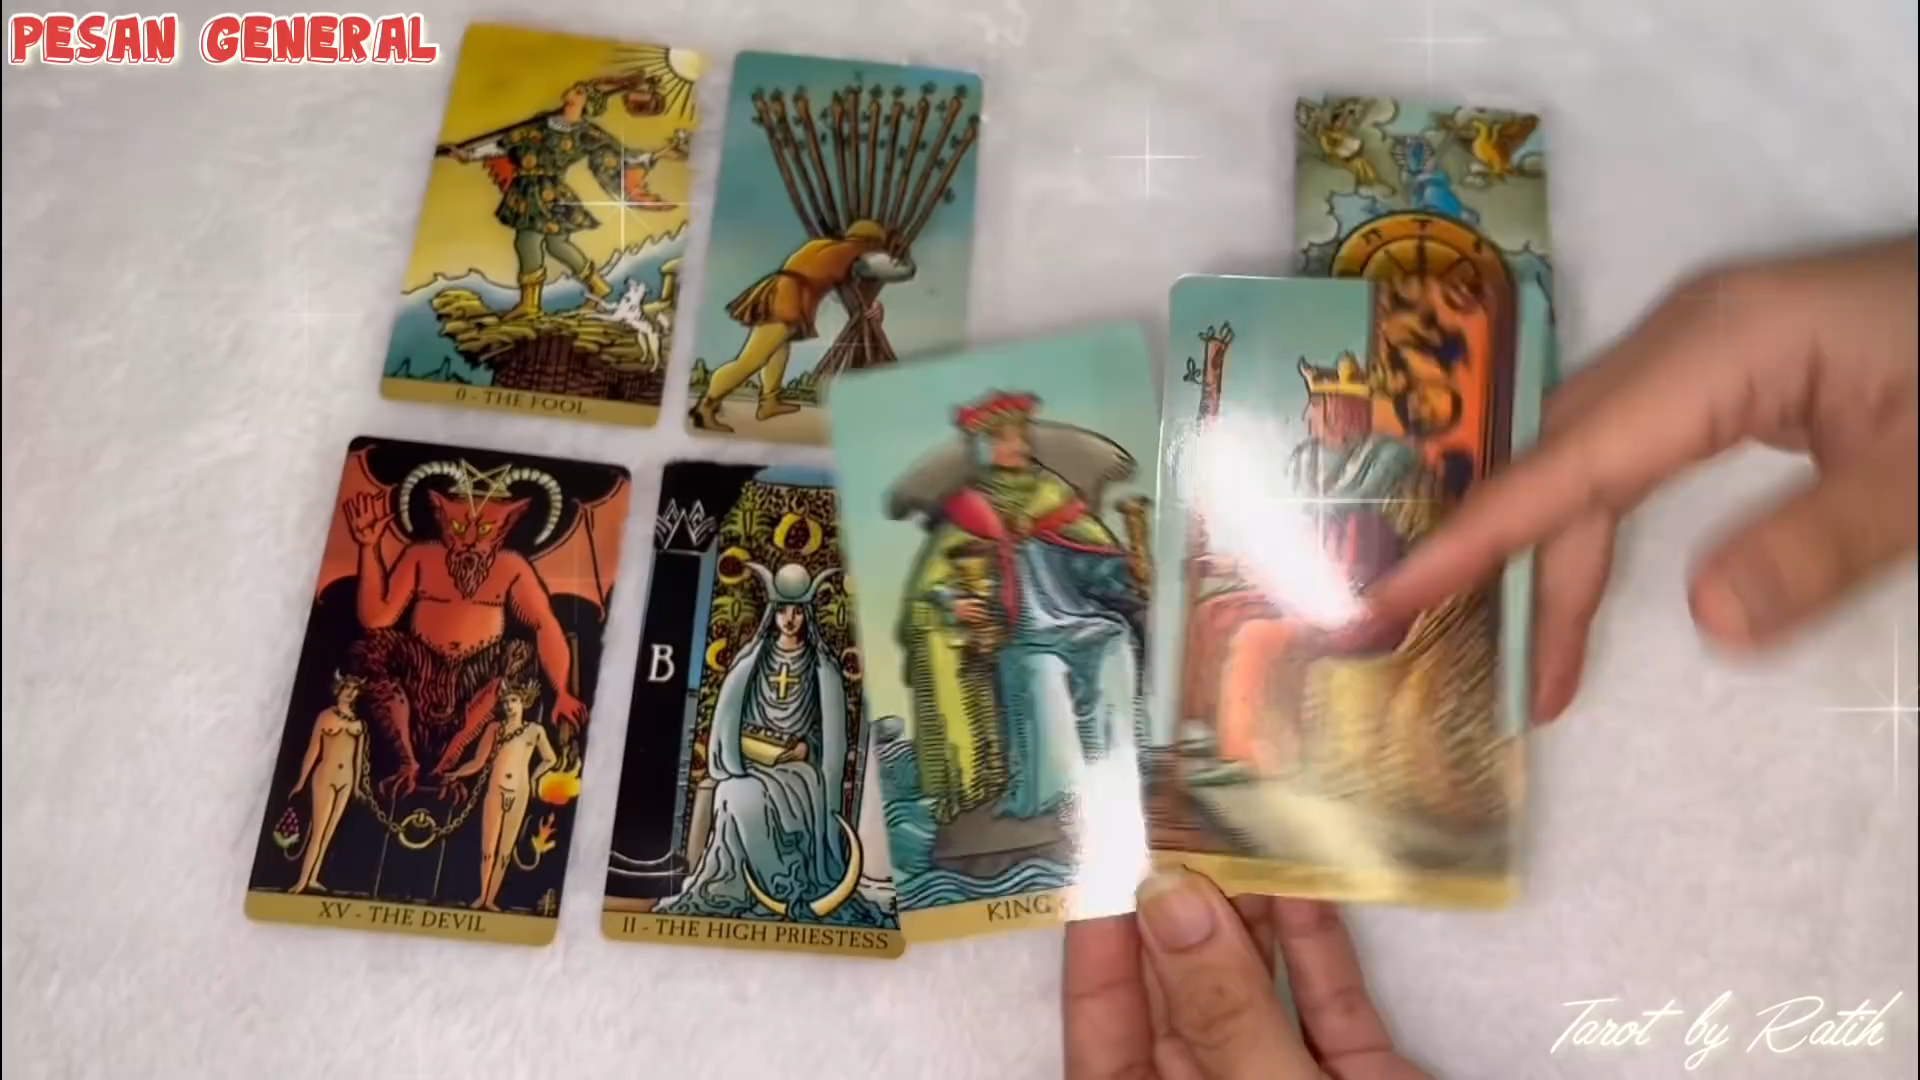 PESAN GENERAL
0 - THE FOOL
B
XV - THE DEVIL
II - THE HIGH PRIESTESS
KING
Tarot by Ratih